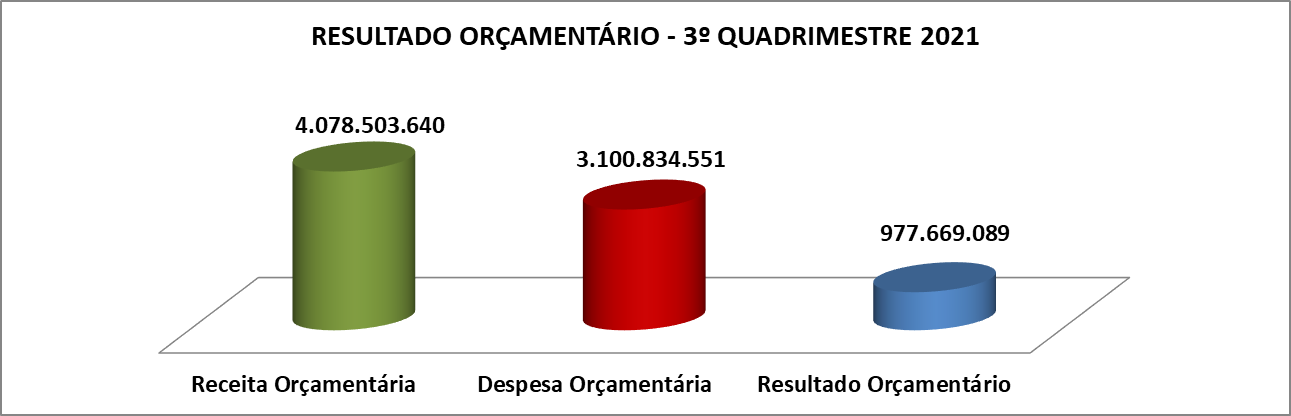 RESULTADO ORÇAMENTÁRIO - 3º QUADRIMESTRE 2021
4.078.503.640
3.100.834.551
977.669.089
Receita Orçamentária
Despesa Orçamentária
Resultado Orçamentário